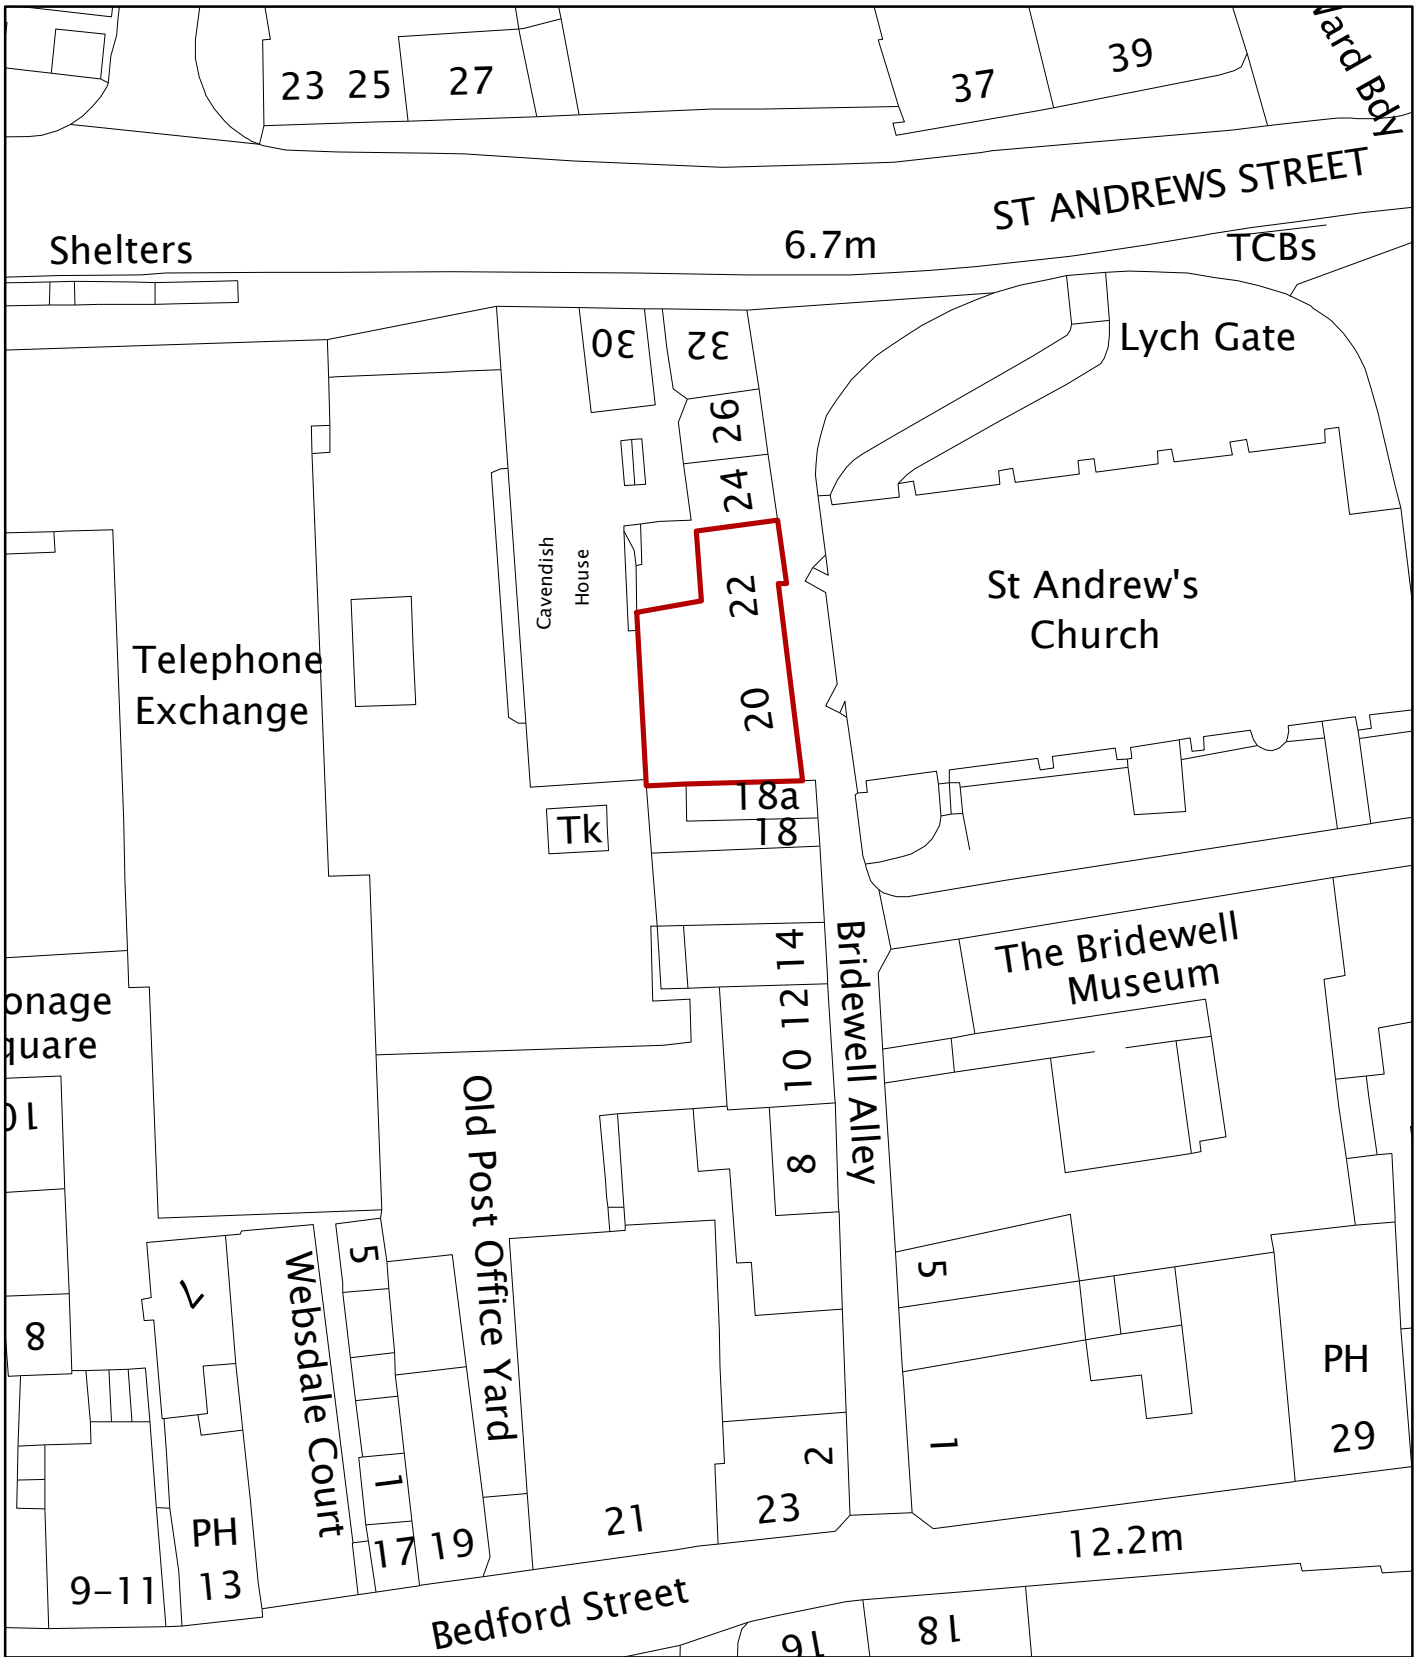 23 25 27
37
39
Ward Bdy
ST ANDREWS STREET
Shelters
6.7m
TCBs
30
32
Lych Gate
26
24
Cavendish
House
22
St Andrew's
Church
Telephone
Exchange
20
18a
Tk
18
Bridewell Alley
14
The Bridewell
Museum
onage
quare
12
10
Old Post Office Yard
10
8
5
Websdale Court
5
7
8
PH
29
1
2
1
21
23
PH
13
17
19
12.2m
9-11
Bedford Street
16
18